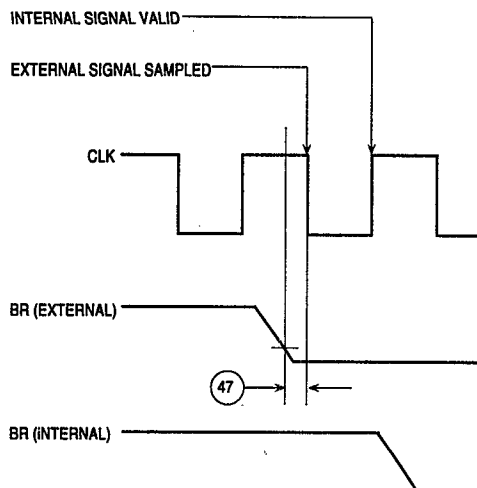 INTERNAL SIGNAL VALID
EXTERNAL SIGNAL SAMPLED
CLK
BR (EXTERNAL)
47
BR (iNTERNAL)